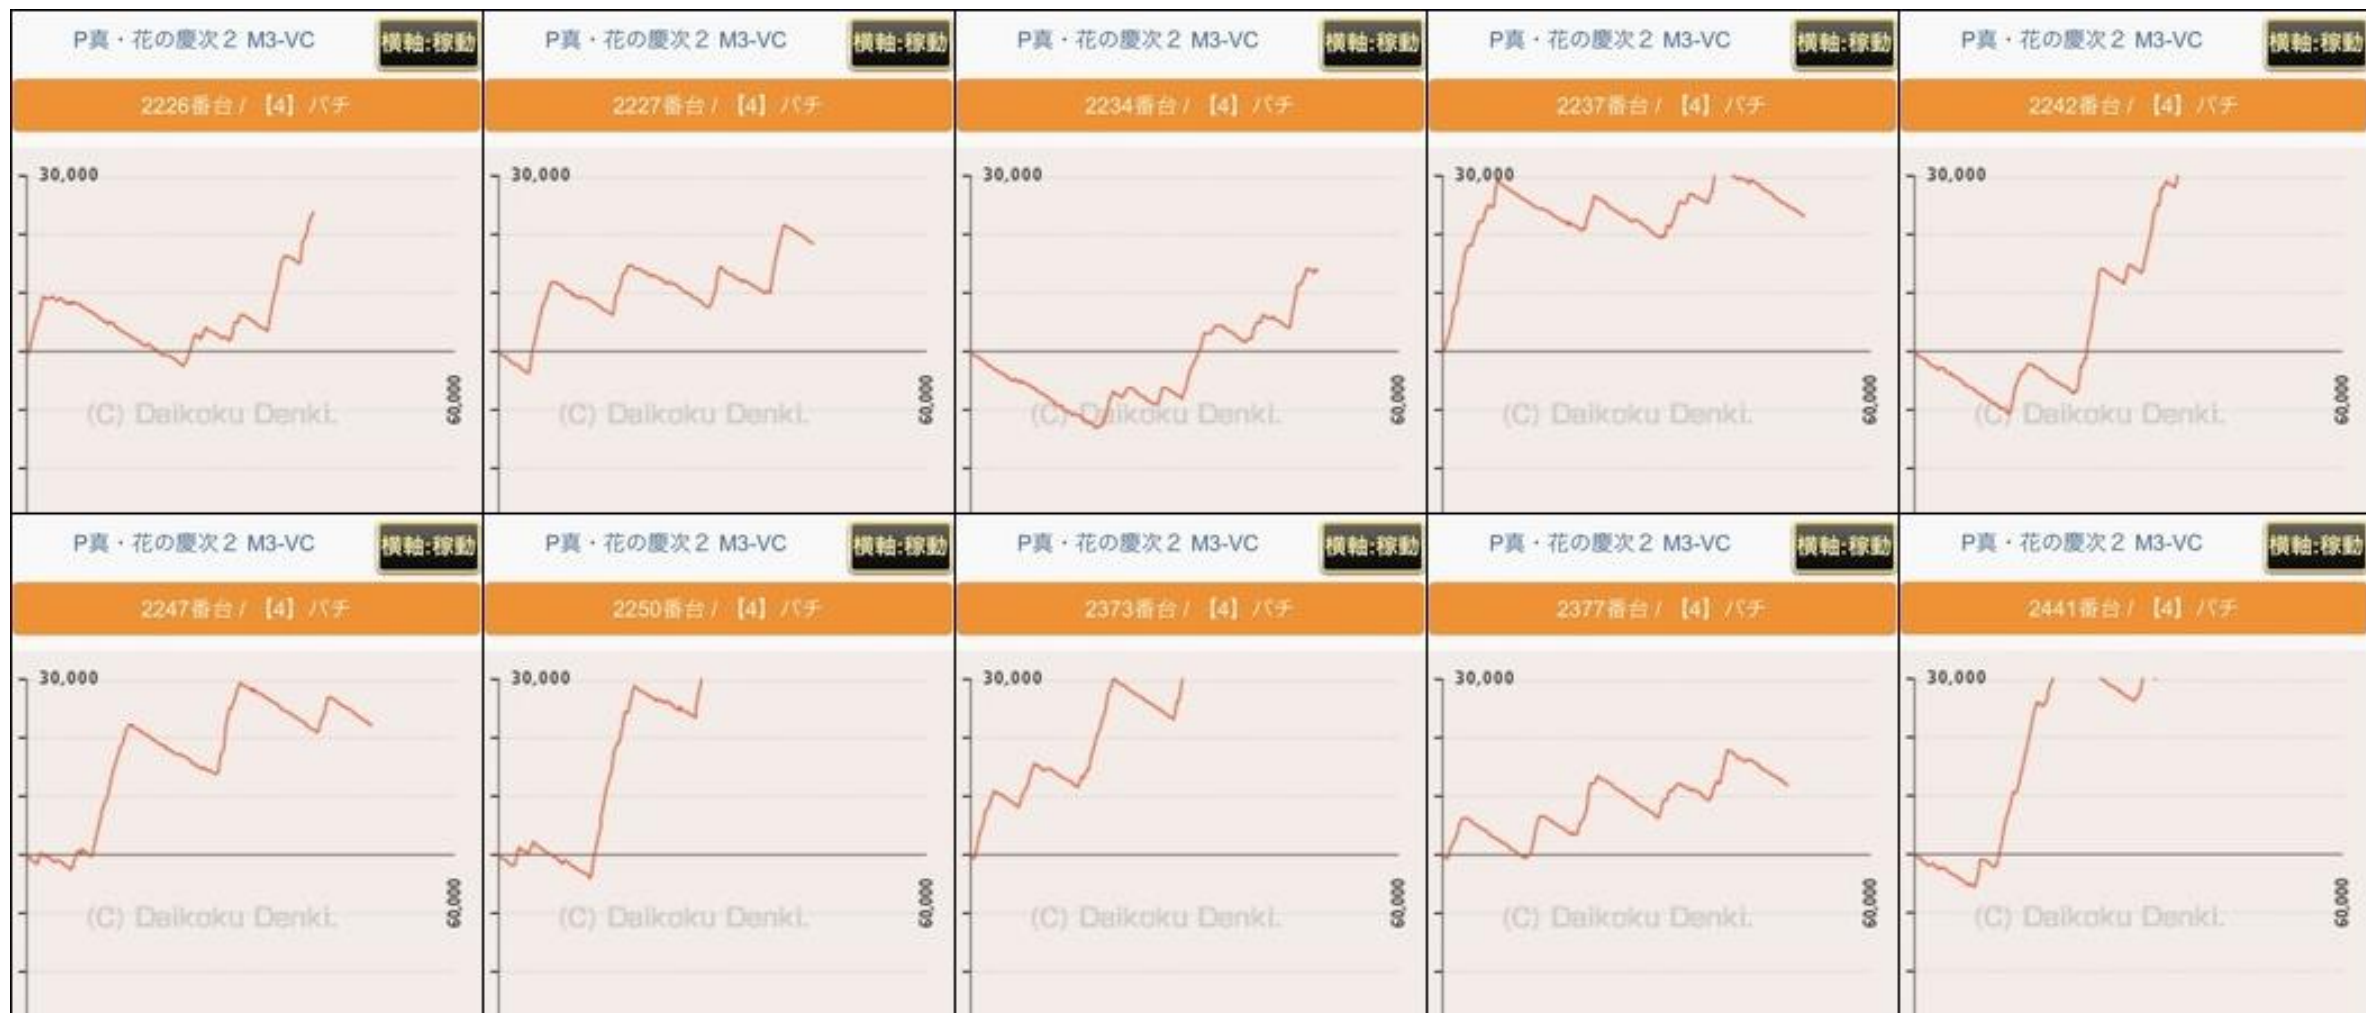 P真・花の慶次2 M3-VC
横軸:稼動
2226番台 / 【4】パチ
30,000
60,000
(C) Daikoku Denki.
P真・花の慶次2 M3-VC
横軸:稼動
2227番台 / 【4】パチ
30,000
60,000
(C) Daikoku Denki.
P真・花の慶次2 M3-VC
横軸:稼動
2234番台 / 【4】パチ
30,000
60,000
(C) Daikoku Denki.
P真・花の慶次2 M3-VC
横軸:稼動
2237番台 / 【4】パチ
30,000
60,000
(C) Daikoku Denki.
P真・花の慶次2 M3-VC
横軸:稼動
2242番台 / 【4】パチ
30,000
60,000
(C) Daikoku Denki.
P真・花の慶次2 M3-VC
横軸:稼動
2247番台 / 【4】パチ
30,000
60,000
(C) Daikoku Denki.
P真・花の慶次2 M3-VC
横軸:稼動
2250番台 / 【4】パチ
30,000
60,000
(C) Daikoku Denki.
P真・花の慶次2 M3-VC
横軸:稼動
2373番台 / 【4】パチ
30,000
60,000
(C) Daikoku Denki.
P真・花の慶次2 M3-VC
横軸:稼動
2377番台 / 【4】パチ
30,000
60,000
(C) Daikoku Denki.
P真・花の慶次2 M3-VC
横軸:稼動
2441番台 / 【4】パチ
30,000
60,000
(C) Daikoku Denki.